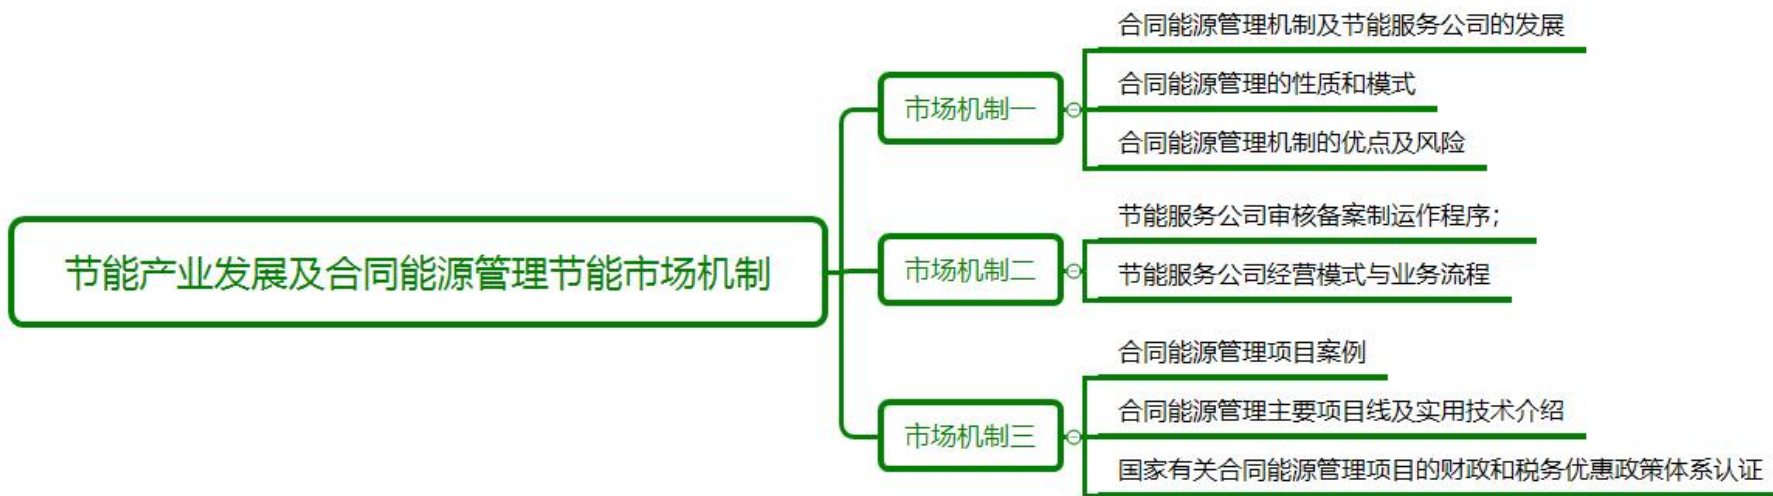 节能产业发展及合同能源管理节能市场机制
市场机制一
合同能源管理机制及节能服务公司的发展
合同能源管理的性质和模式
合同能源管理机制的优点及风险
市场机制二
节能服务公司审核备案制运作程序；
节能服务公司经营模式与业务流程
市场机制三
合同能源管理项目案例
合同能源管理主要项目线及实用技术介绍
国家有关合同能源管理项目的财政和税务优惠政策体系认证